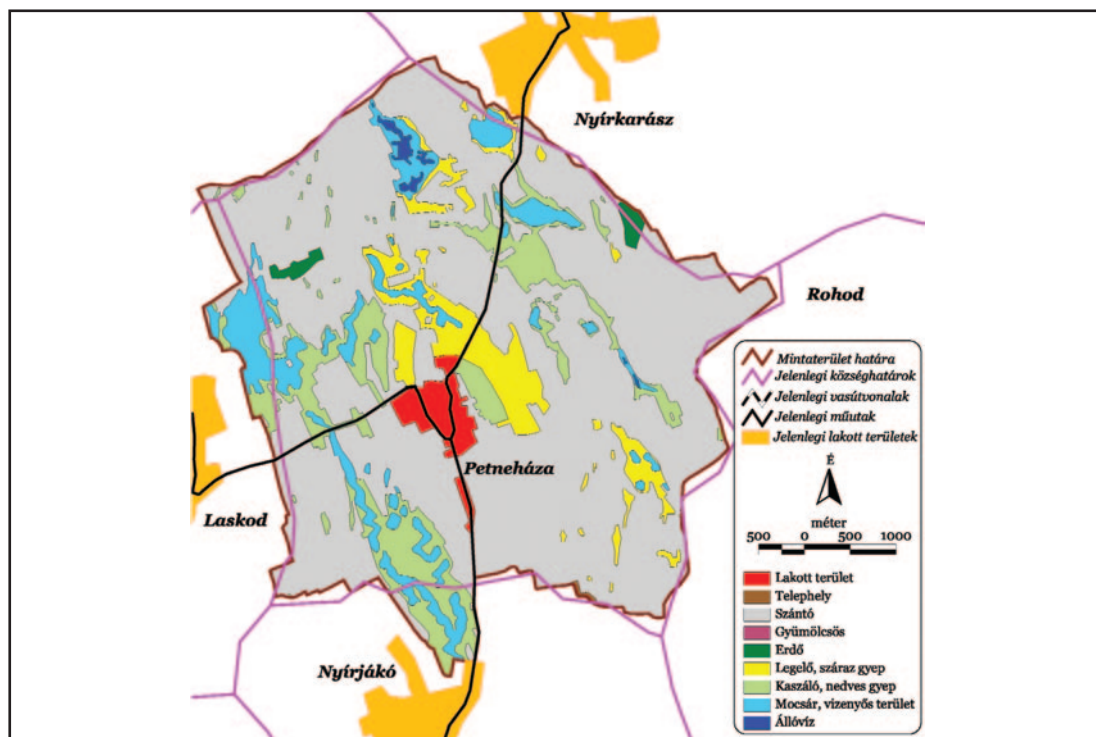 Nyírkarász
Rohod
Petneháza
Laskod
Nyírjákó
Mintaterület határa
Jelenlegi községhatárok
Jelenlegi vasútvonalak
Jelenlegi műutak
Jelenlegi lakott területek
É
méter
500 0 500 1000
Lakott terület
Telephely
Szántó
Gyümölcsös
Erdő
Legelő, száraz gyep
Kaszáló, nedves gyep
Mocsár, vizenyős terület
Állóvíz